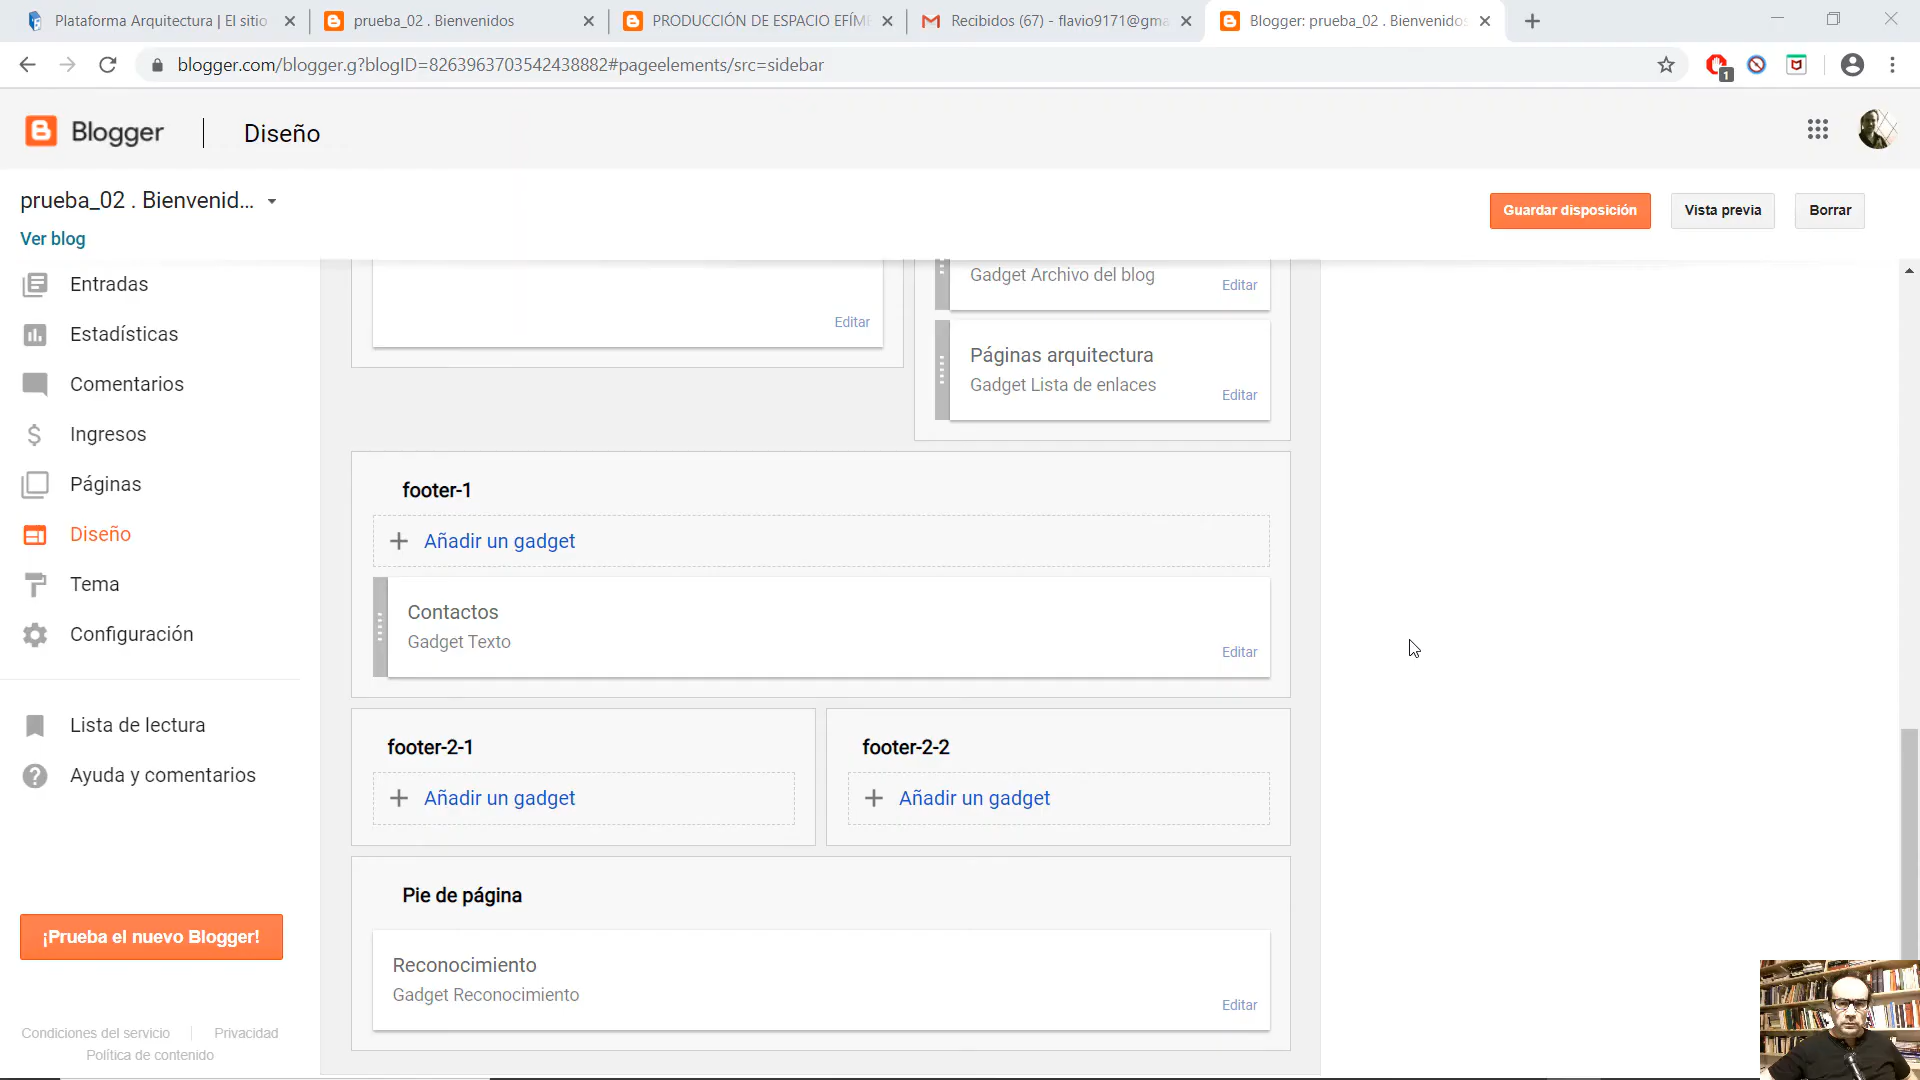 Plataforma Arquitectura | El sitio
prueba_02 . Bienvenidos
PRODUCCIÓN DE ESPACIO EFÍM
Recibidos (67) - flavio9171@gma
Blogger: prueba_02 . Bienvenidos
blogger.com/blogger.g?blogID=8263963703542438882#pageelements/src=sidebar
1
Blogger
Diseño
prueba_02 . Bienvenid...
Ver blog
Guardar disposición
Vista previa
Borrar
Entradas
Estadísticas
Comentarios
Ingresos
Páginas
Diseño
Tema
Configuración
Lista de lectura
Ayuda y comentarios
¡Prueba el nuevo Blogger!
Condiciones del servicio
Privacidad
Política de contenido
Editar
Gadget Archivo del blog
Editar
Páginas arquitectura
Gadget Lista de enlaces
Editar
footer-1
Añadir un gadget
Contactos
Gadget Texto
Editar
footer-2-1
Añadir un gadget
footer-2-2
Añadir un gadget
Pie de página
Reconocimiento
Gadget Reconocimiento
Editar